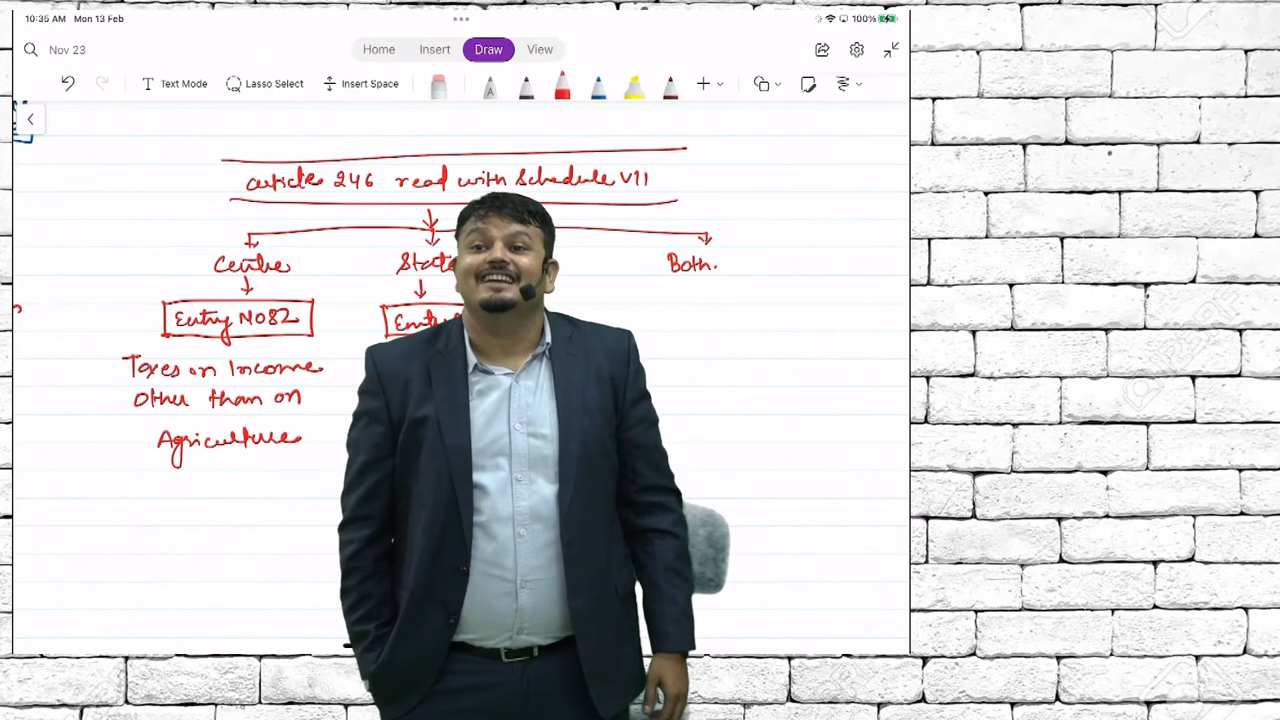 10:35 AM Mon 13 Feb
100%
Nov 23
Home Insert Draw View
Text Mode Lasso Select Insert Space
A
article 246 read with Schedule VII
Centre State Both.
Entry No82
Taxes on Income
Other than on
Agriculture